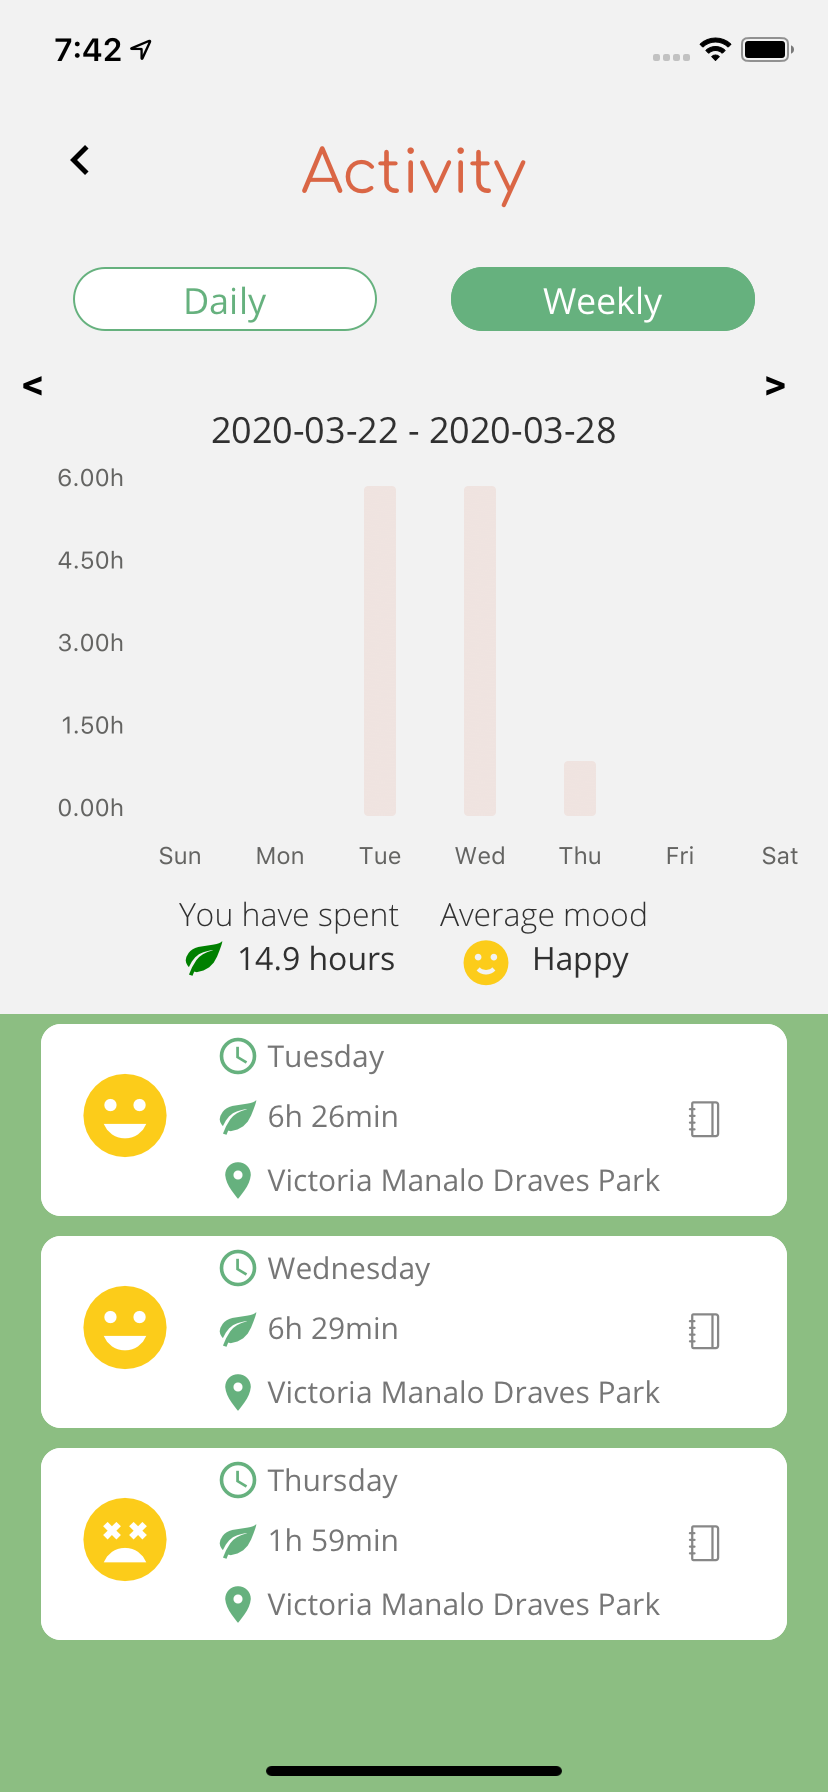 7:42
Activity
Daily Weekly
< >
2020-03-22 - 2020-03-28
6.00h
4.50h
3.00h
1.50h
0.00h
Sun Mon Tue Wed Thu Fri Sat
You have spent Average mood
14.9 hours Happy
Tuesday
6h 26min
Victoria Manalo Draves Park
Wednesday
6h 29min
Victoria Manalo Draves Park
Thursday
1h 59min
Victoria Manalo Draves Park